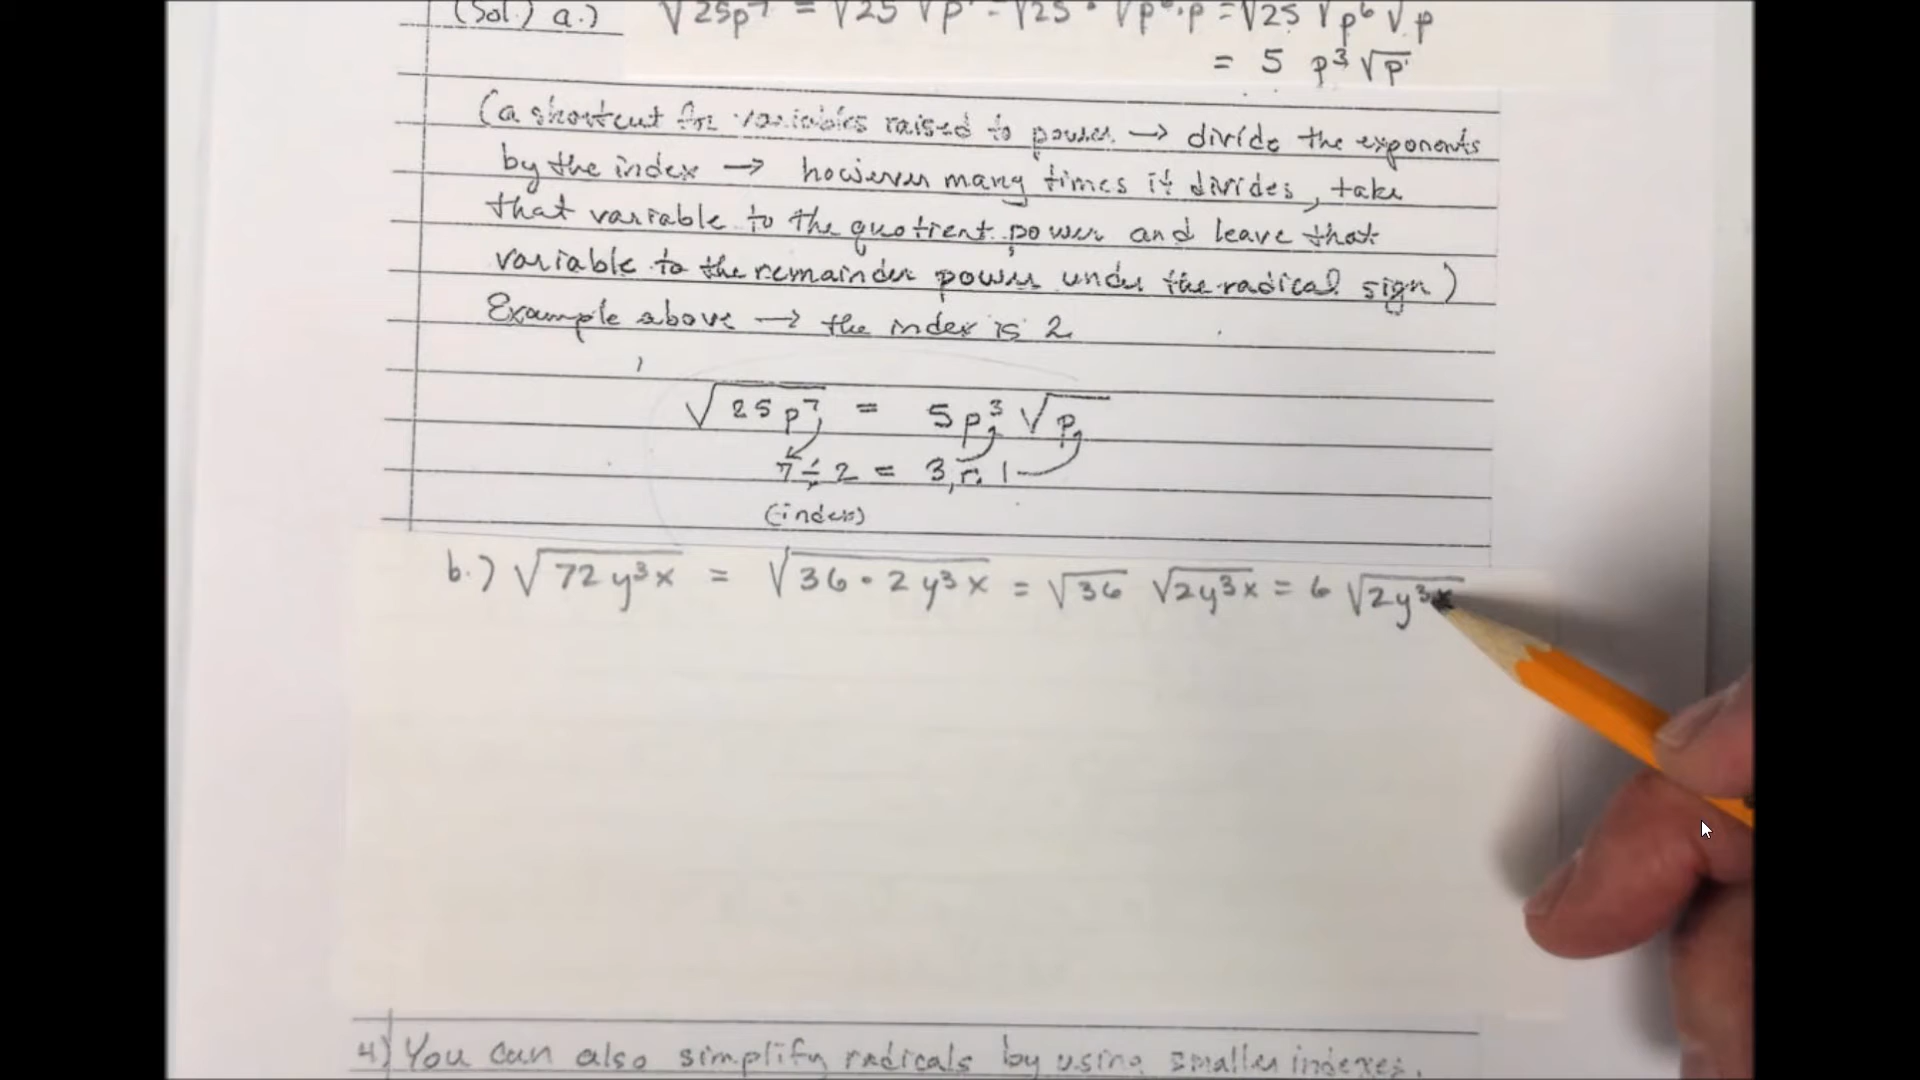 (Sol.) a.) √25p⁷ = √25 √p⁷ = √25 · √p⁶·p = √25 √p⁶ √p
= 5 p³ √p
(a shortcut for variables raised to power → divide the exponents
by the index → however many times it divides, take
that variable to the quotient power and leave that
variable to the remainder power under the radical sign)
Example above → the index is 2
√25p⁷ = 5p³ √p
7 ÷ 2 = 3, r. 1
(index)
b.) √72y³x = √36 · 2y³x = √36 √2y³x = 6 √2y³x
4) You can also simplify radicals by using smaller indexes.